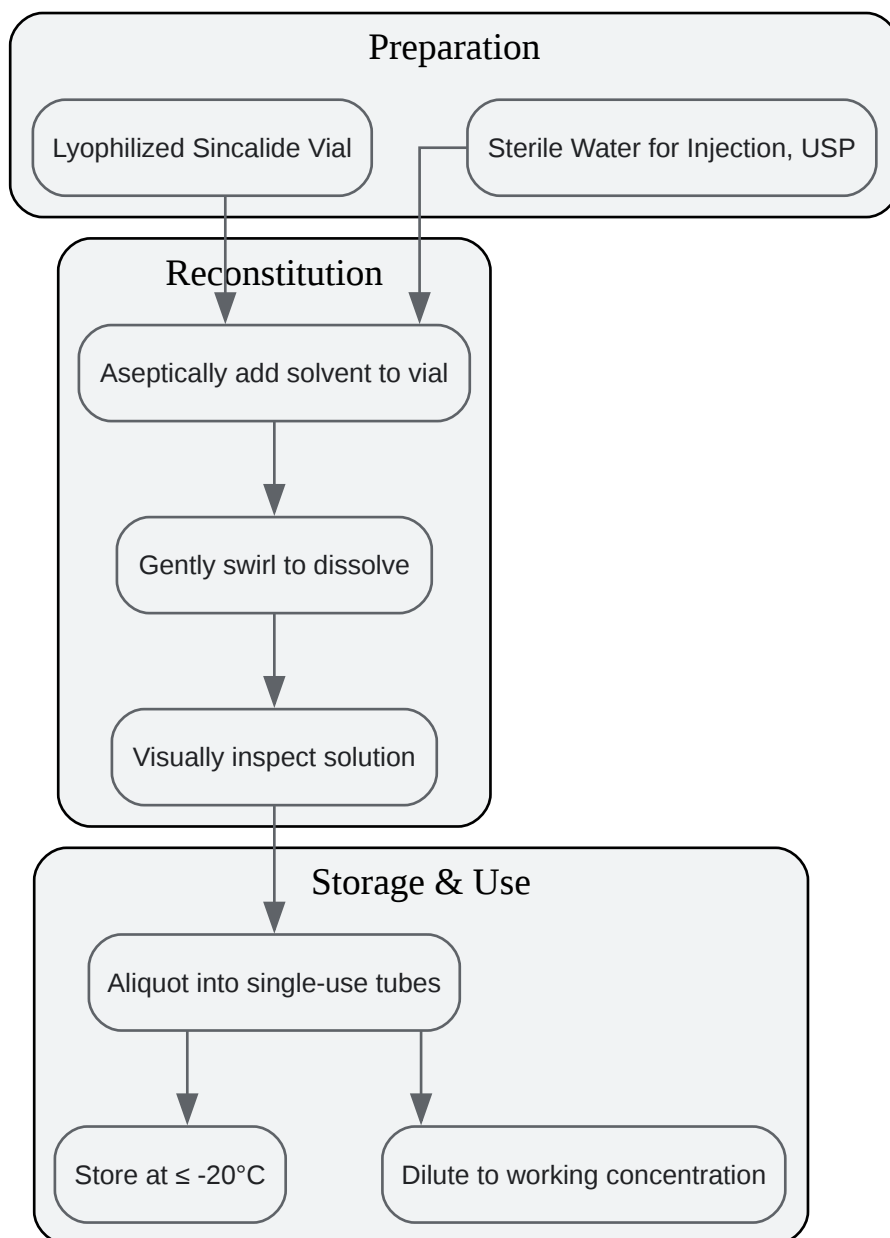 Preparation
Lyophilized Sincalide Vial
Sterile Water for Injection, USP
Reconstitution
Aseptically add solvent to vial
Gently swirl to dissolve
Visually inspect solution
Storage & Use
Aliquot into single-use tubes
Store at ≤ -20°C
Dilute to working concentration